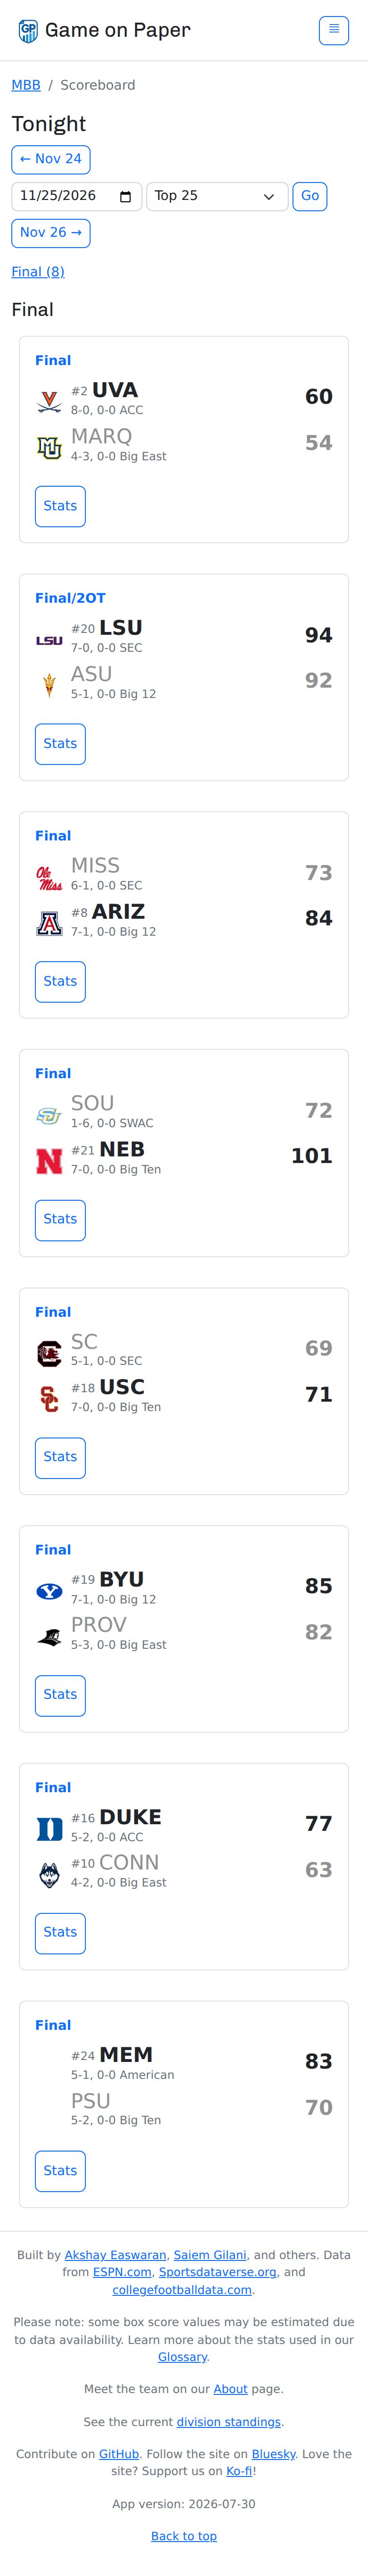 GP Game on Paper
MBB / Scoreboard
Tonight
← Nov 24
11/25/2026 Top 25 Go
Nov 26 →
Final (8)
Final
Final
#2 UVA 60
8-0, 0-0 ACC
MARQ 54
4-3, 0-0 Big East
Stats
Final/2OT
LSU #20 LSU 94
7-0, 0-0 SEC
ASU 92
5-1, 0-0 Big 12
Stats
Final
Ole Miss MISS 73
6-1, 0-0 SEC
#8 ARIZ 84
7-1, 0-0 Big 12
Stats
Final
SOU 72
1-6, 0-0 SWAC
#21 NEB 101
7-0, 0-0 Big Ten
Stats
Final
SC 69
5-1, 0-0 SEC
#18 USC 71
7-0, 0-0 Big Ten
Stats
Final
#19 BYU 85
7-1, 0-0 Big 12
PROV 82
5-3, 0-0 Big East
Stats
Final
#16 DUKE 77
5-2, 0-0 ACC
#10 CONN 63
4-2, 0-0 Big East
Stats
Final
#24 MEM 83
5-1, 0-0 American
PSU 70
5-2, 0-0 Big Ten
Stats
Built by Akshay Easwaran, Saiem Gilani, and others. Data
from ESPN.com, Sportsdataverse.org, and
collegefootballdata.com.
Please note: some box score values may be estimated due
to data availability. Learn more about the stats used in our
Glossary.
Meet the team on our About page.
See the current division standings.
Contribute on GitHub. Follow the site on Bluesky. Love the
site? Support us on Ko-fi!
App version: 2026-07-30
Back to top